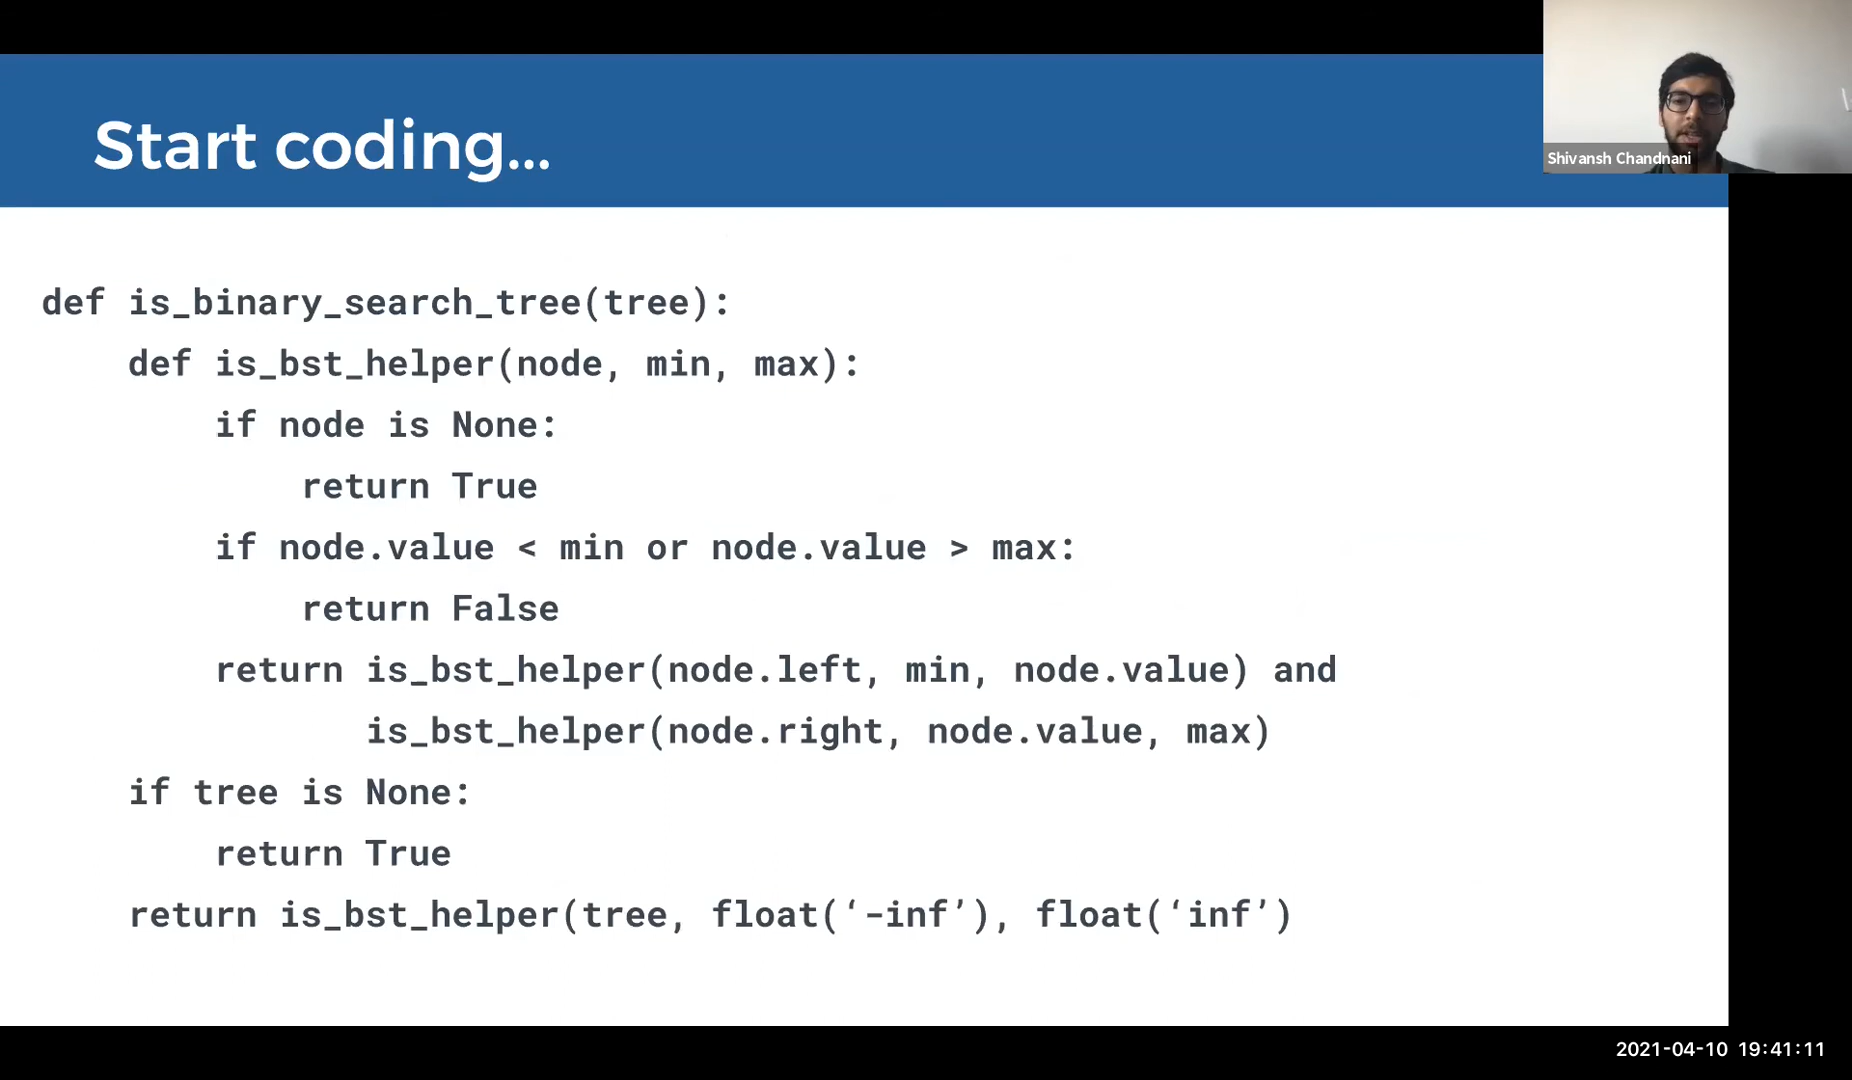 Start coding...
Shivansh Chandnani
def is_binary_search_tree(tree):
    def is_bst_helper(node, min, max):
        if node is None:
            return True
        if node.value < min or node.value > max:
            return False
        return is_bst_helper(node.left, min, node.value) and
               is_bst_helper(node.right, node.value, max)
    if tree is None:
        return True
    return is_bst_helper(tree, float(‘-inf’), float(‘inf’)
2021-04-10 19:41:11